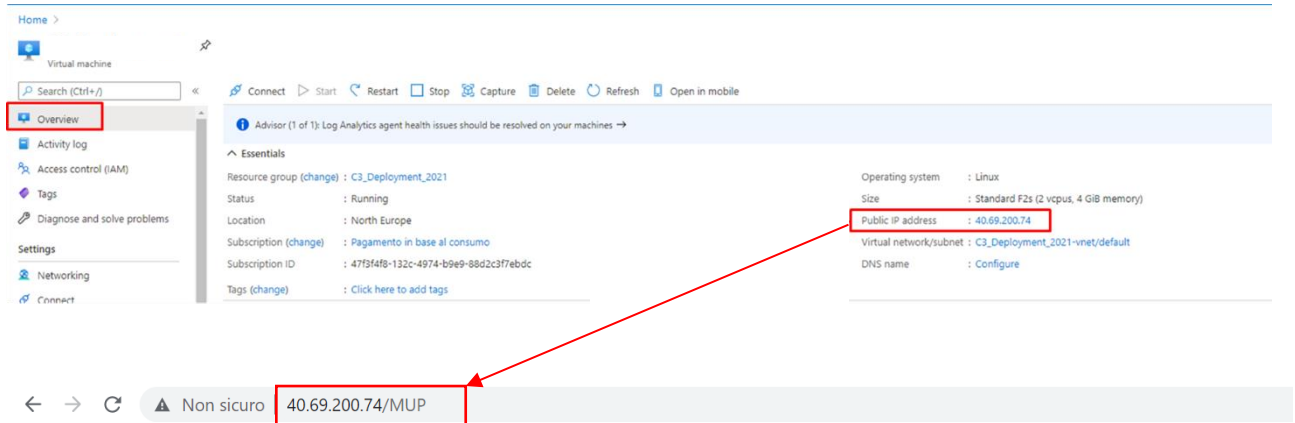 Home >
Virtual machine
Search (Ctrl+/)
«
Connect Start Restart Stop Capture Delete Refresh Open in mobile
Overview
Advisor (1 of 1): Log Analytics agent health issues should be resolved on your machines →
Activity log
Essentials
Access control (IAM)
Resource group (change) : C3_Deployment_2021
Operating system : Linux
Tags
Status : Running
Size : Standard F2s (2 vcpus, 4 GiB memory)
Diagnose and solve problems
Location : North Europe
Public IP address : 40.69.200.74
Settings
Subscription (change) : Pagamento in base al consumo
Virtual network/subnet : C3_Deployment_2021-vnet/default
Networking
Subscription ID : 47f3f4f8-132c-4974-b9e9-88d2c3f7ebdc
DNS name : Configure
Connect
Tags (change) : Click here to add tags
Non sicuro 40.69.200.74/MUP